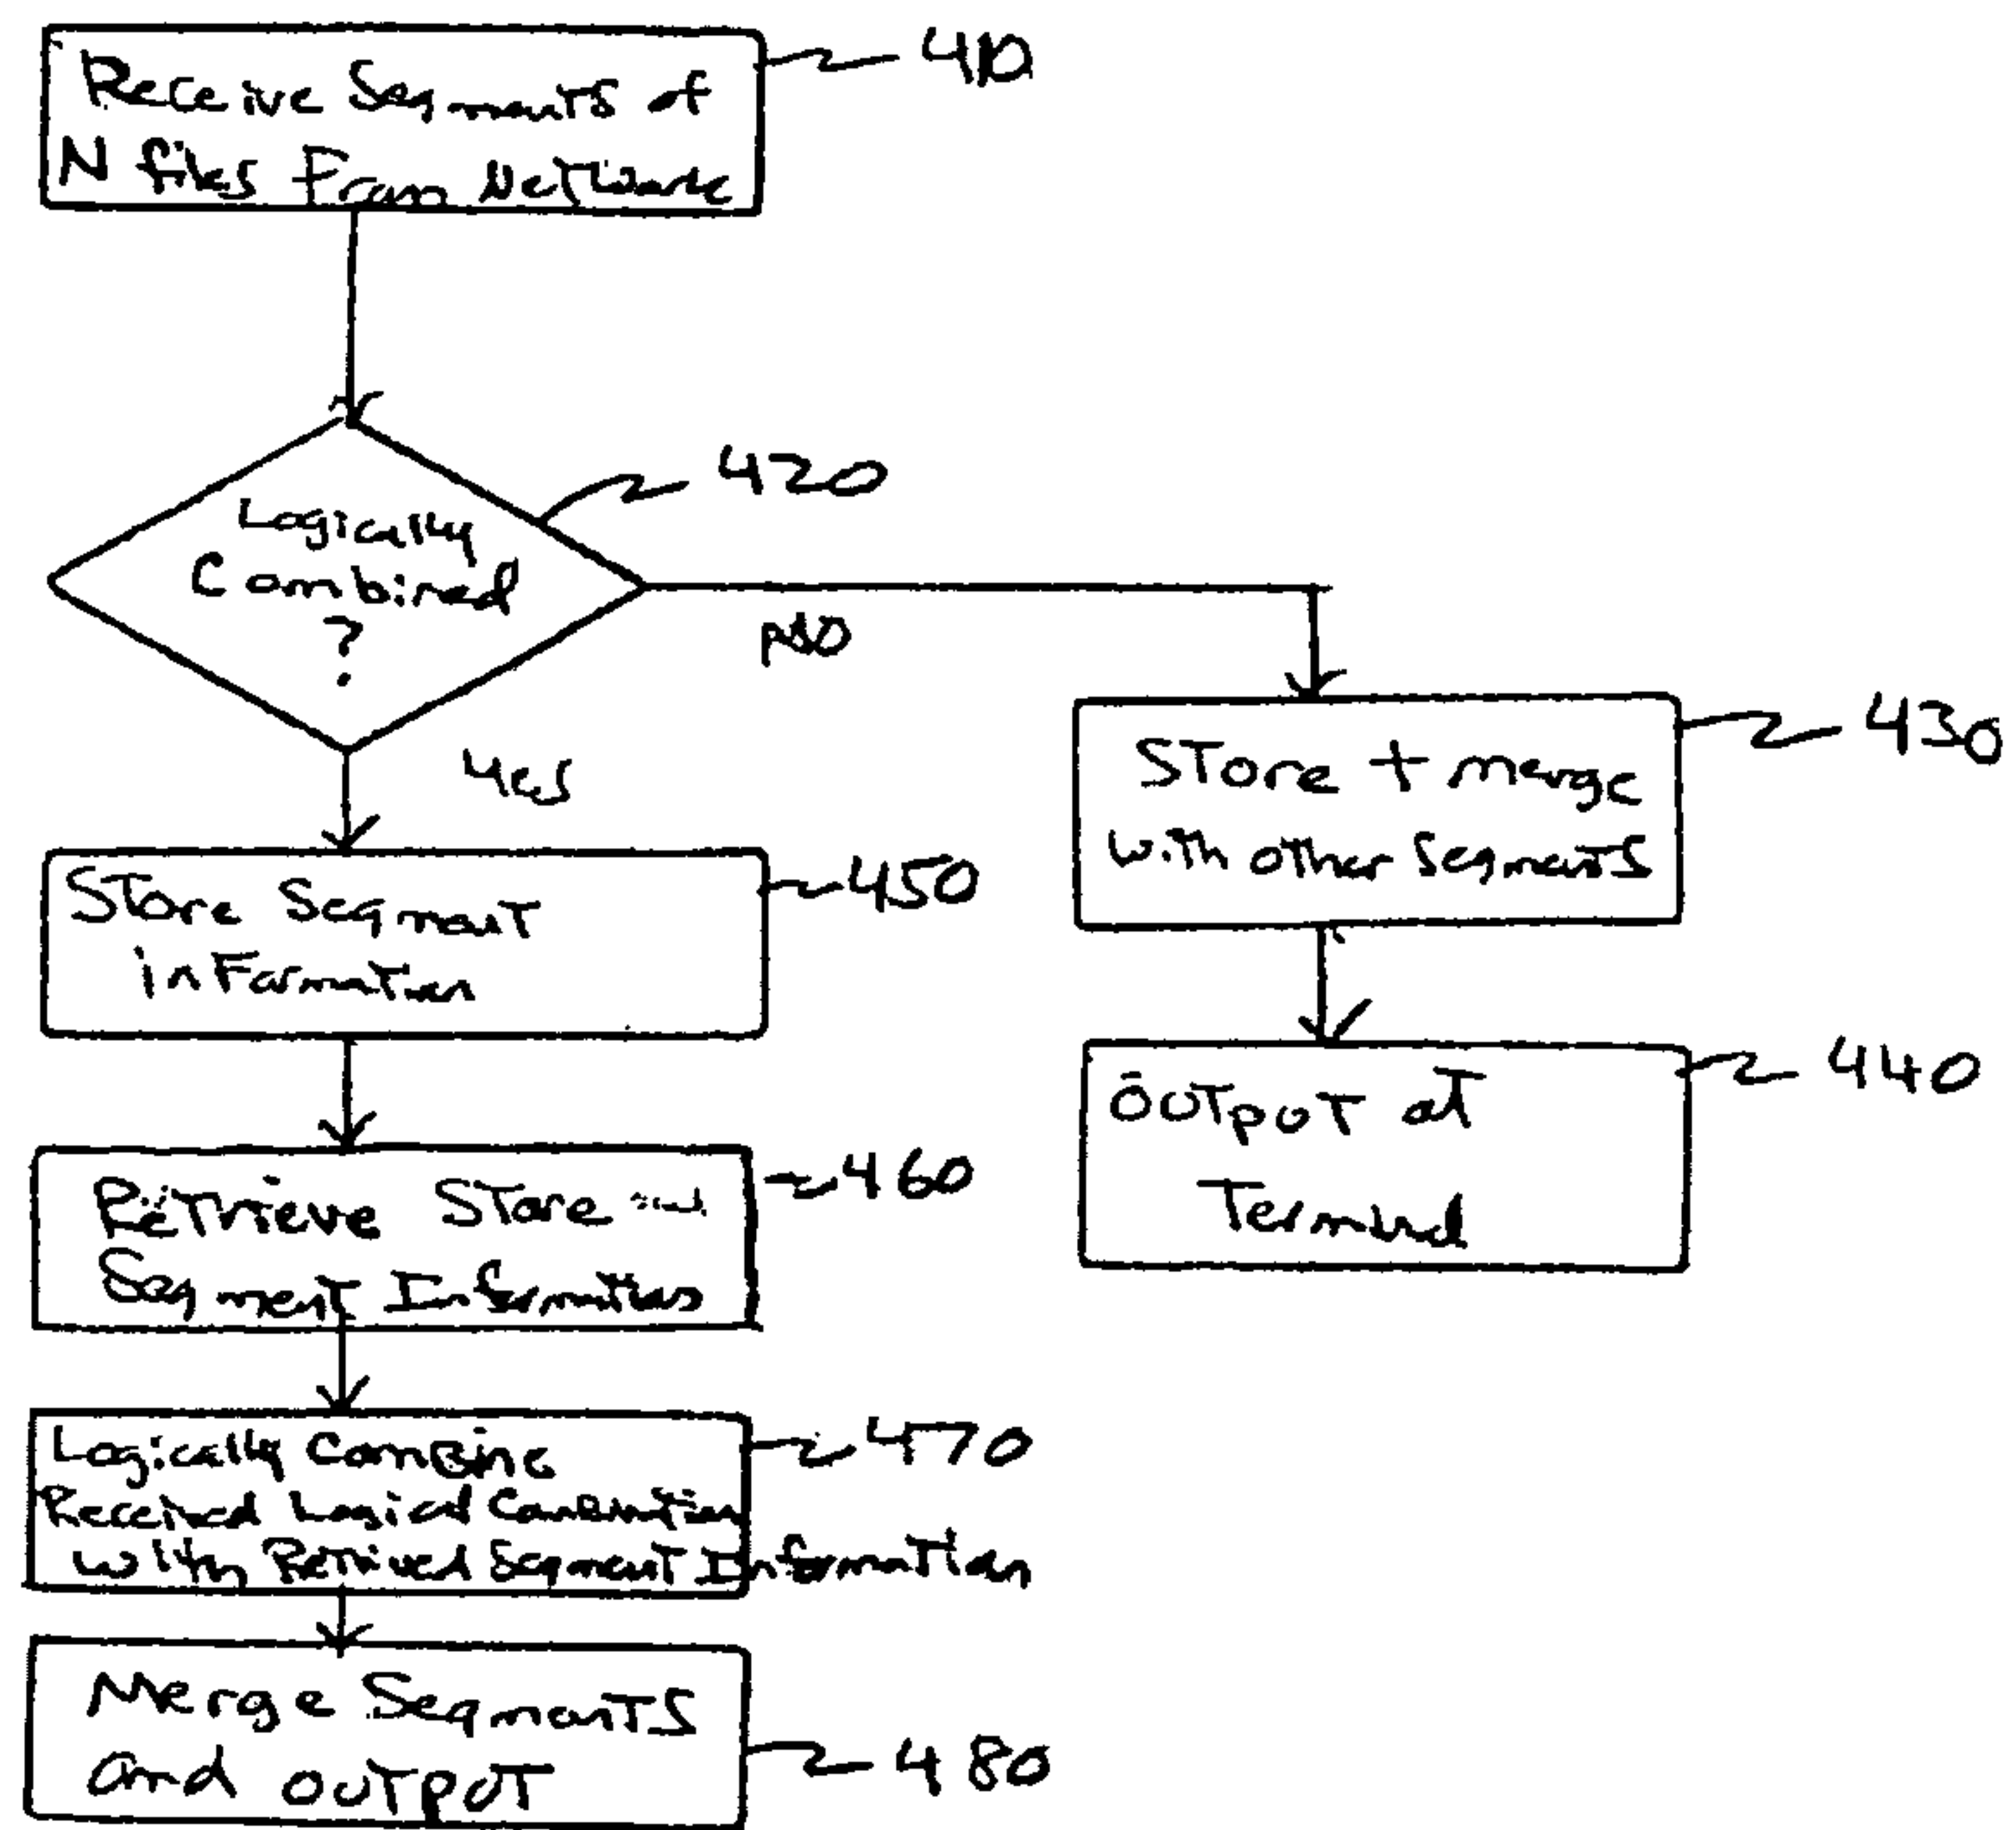 Receive Segments of
N files From Network
410
Logically
Combined
?
420
NO
Yes
Store + merge
with other Segments
430
Store Segment
Information
450
Output at
Terminal
440
Retrieve Store
Segment Information
460
Logically Combine
Received Logical Combination
with Retrieved Segment Information
470
Merge Segments
and output
480